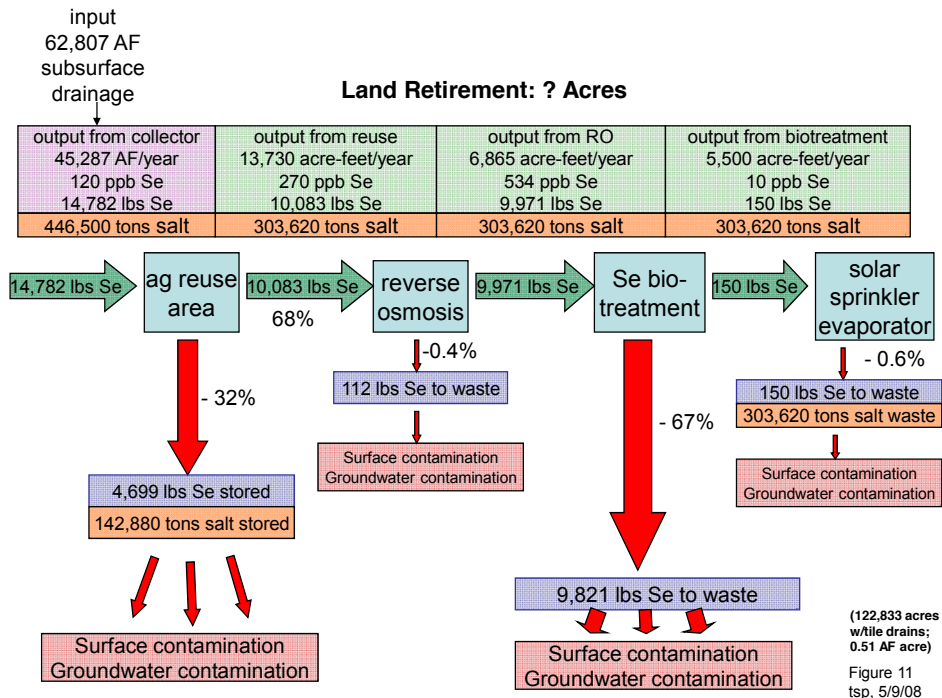 input
62,807 AF
subsurface
drainage
Land Retirement: ? Acres
output from collector
45,287 AF/year
120 ppb Se
14,782 lbs Se
446,500 tons salt
output from reuse
13,730 acre-feet/year
270 ppb Se
10,083 lbs Se
303,620 tons salt
output from RO
6,865 acre-feet/year
534 ppb Se
9,971 lbs Se
303,620 tons salt
output from biotreatment
5,500 acre-feet/year
10 ppb Se
150 lbs Se
303,620 tons salt
14,782 lbs Se
ag reuse
area
10,083 lbs Se
68%
reverse
osmosis
9,971 lbs Se
Se bio-
treatment
150 lbs Se
solar
sprinkler
evaporator
- 32%
-0.4%
- 67%
- 0.6%
112 lbs Se to waste
Surface contamination
Groundwater contamination
150 lbs Se to waste
303,620 tons salt waste
Surface contamination
Groundwater contamination
4,699 lbs Se stored
142,880 tons salt stored
Surface contamination
Groundwater contamination
9,821 lbs Se to waste
Surface contamination
Groundwater contamination
(122,833 acres
w/tile drains;
0.51 AF acre)
Figure 11
tsp, 5/9/08